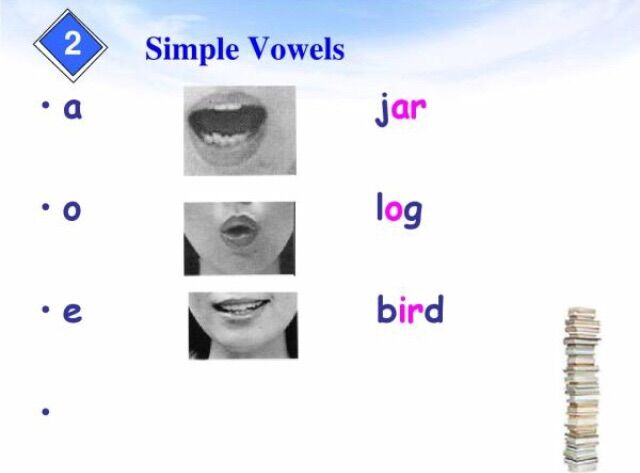 2
Simple Vowels
• a jar
• o log
• e bird
•